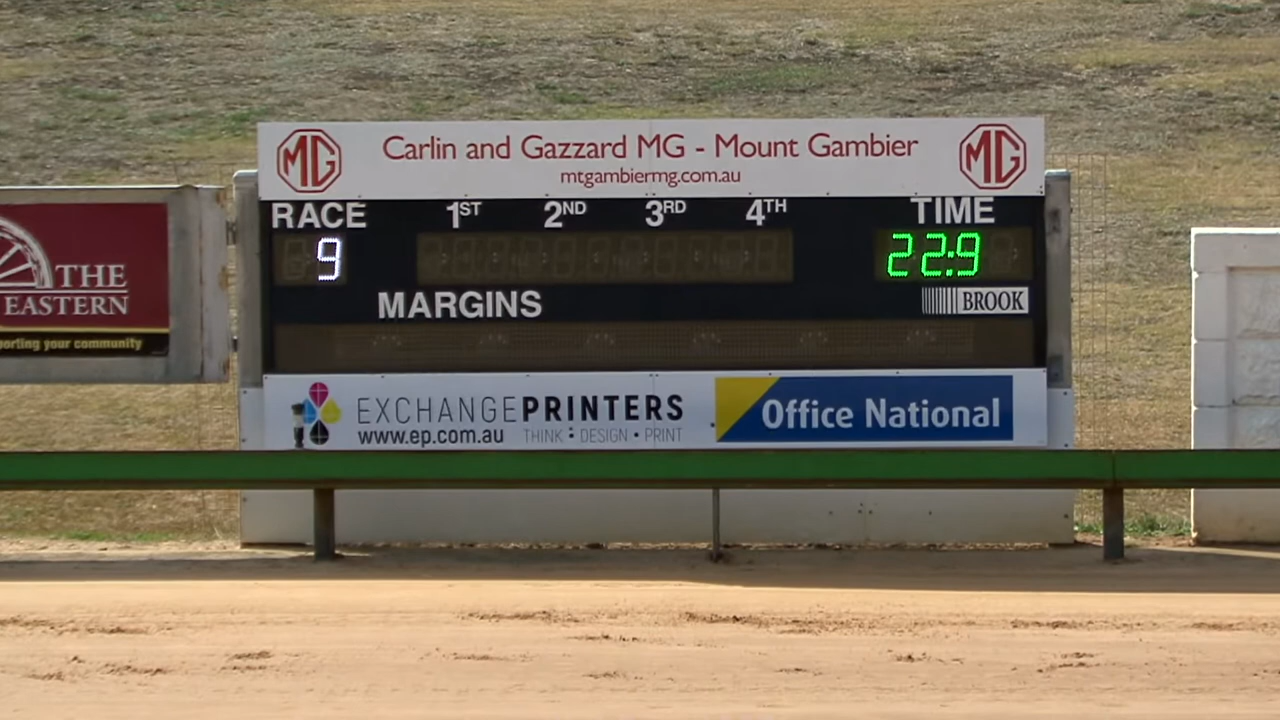 MG Carlin and Gazzard MG - Mount Gambier MG
mtgambiermg.com.au
RACE 1ST 2ND 3RD 4TH TIME
9 22:9
MARGINS BROOK
THE
EASTERN
porting your community
EXCHANGEPRINTERS
www.ep.com.au THINK : DESIGN • PRINT
Office National